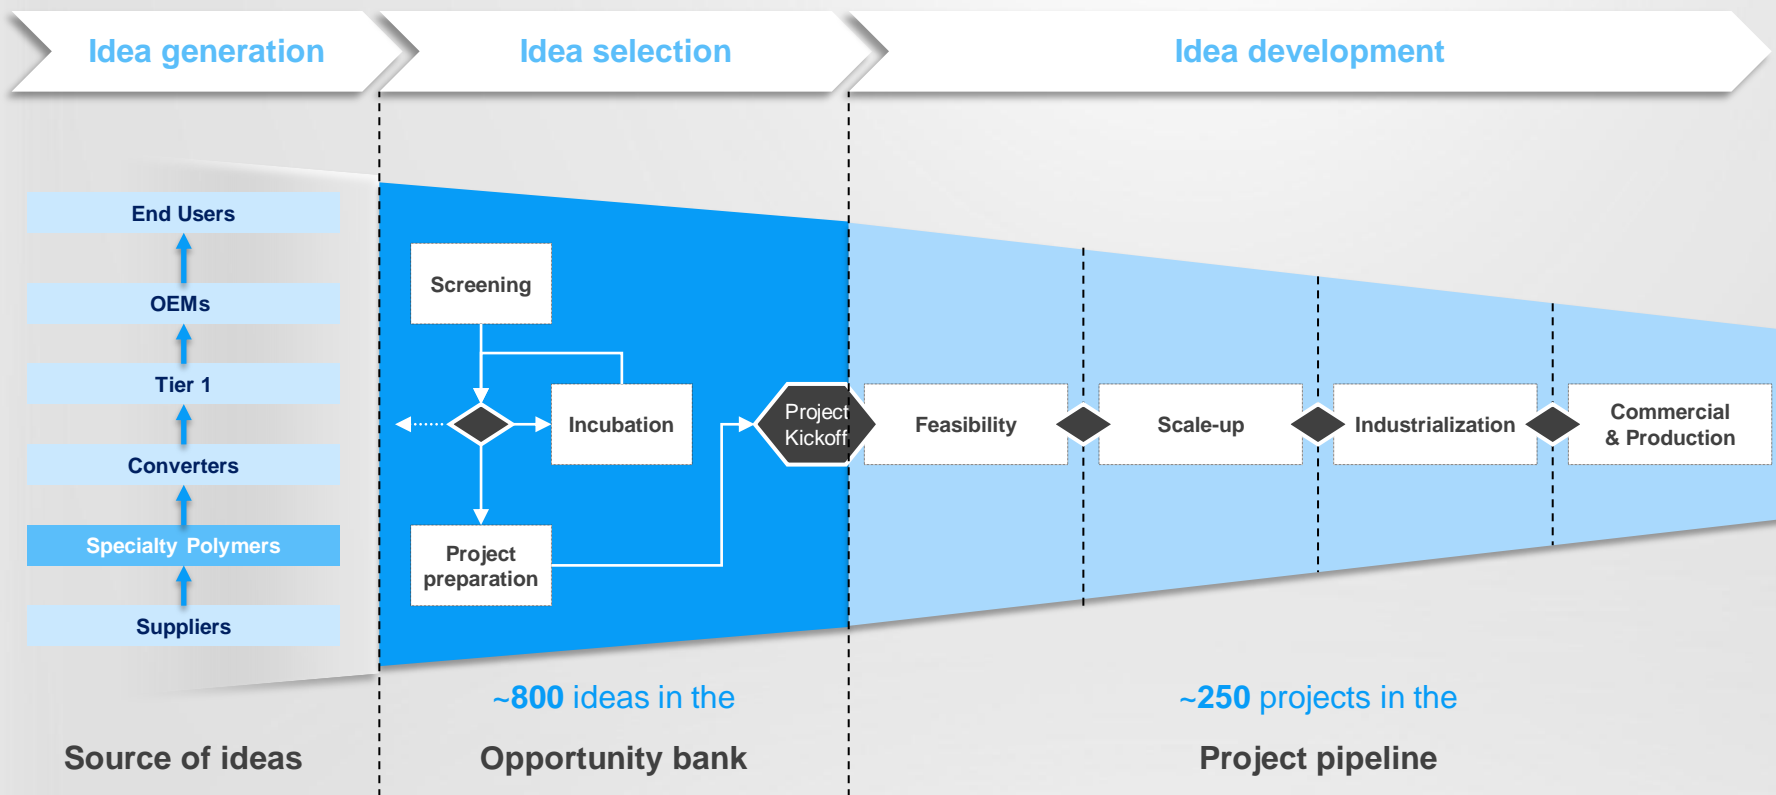 Idea generation
Idea selection
Idea development
End Users
OEMs
Tier 1
Converters
Specialty Polymers
Suppliers
Screening
Incubation
Project
preparation
Project
Kickoff
Feasibility
Scale-up
Industrialization
Commercial
& Production
~800 ideas in the
~250 projects in the
Source of ideas
Opportunity bank
Project pipeline